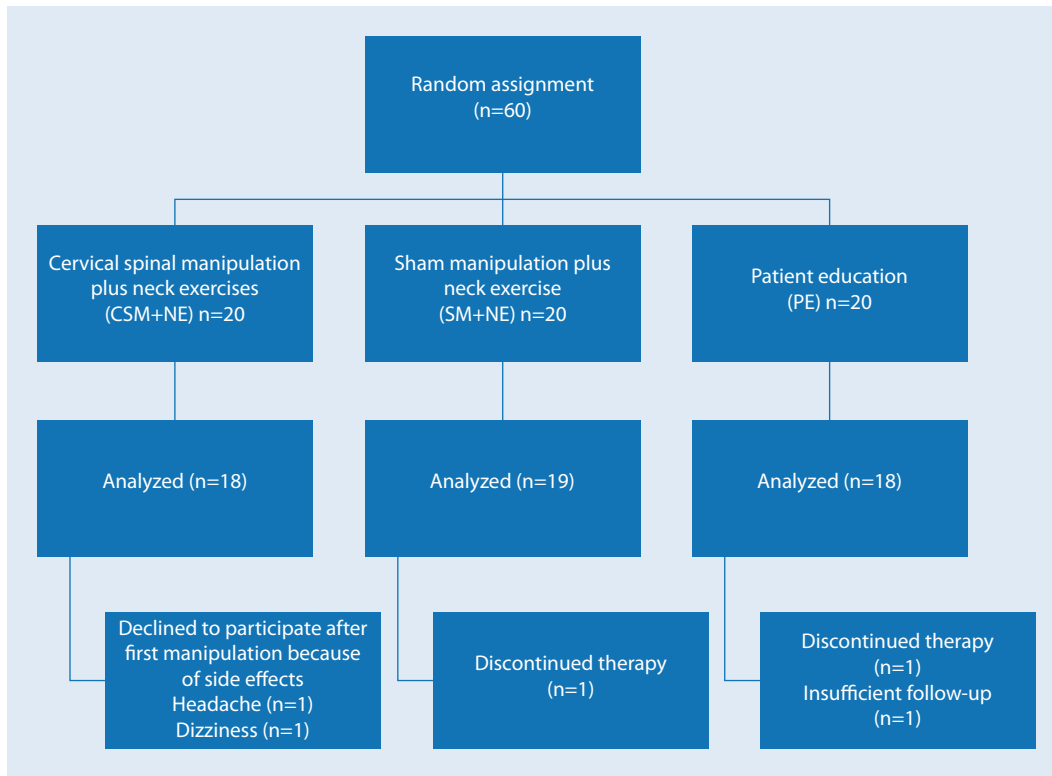 Random assignment
(n=60)
Cervical spinal manipulation
plus neck exercises
(CSM+NE) n=20
Sham manipulation plus
neck exercise
(SM+NE) n=20
Patient education
(PE) n=20
Analyzed (n=18)
Analyzed (n=19)
Analyzed (n=18)
Declined to participate after
first manipulation because
of side effects
Headache (n=1)
Dizziness (n=1)
Discontinued therapy
(n=1)
Discontinued therapy
(n=1)
Insufficient follow-up
(n=1)